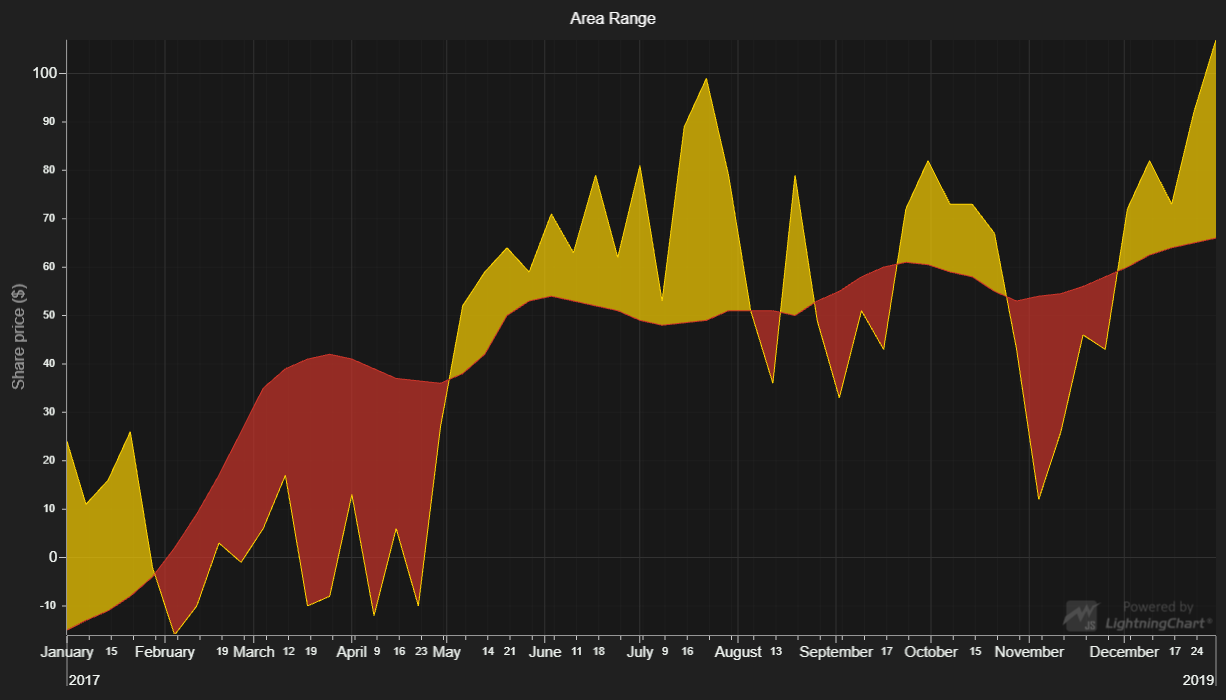 Area Range
100
90
80
70
60
50
40
30
20
10
0
-10
Share price ($)
Powered by
JS LightningChart®
January 15 February 19 March 12 19 April 9 16 23 May 14 21 June 11 18 July 9 16 August 13 September 17 October 15 November December 17 24
2017 2019